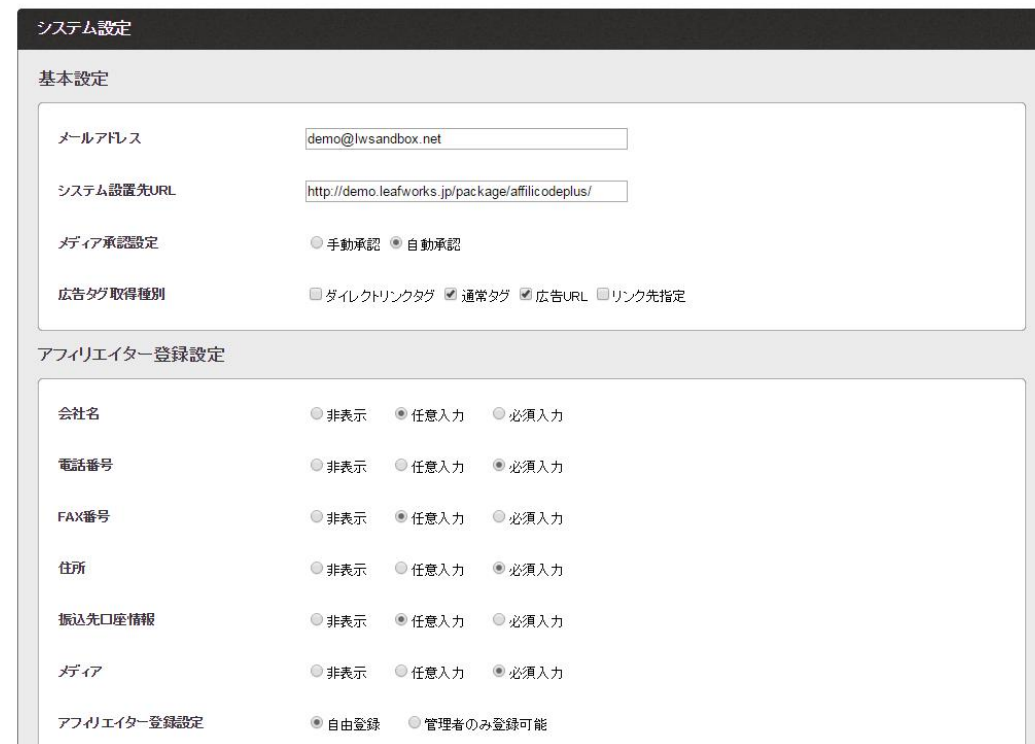 システム設定
基本設定
メールアドレス demo@lwsandbox.net
システム設置先URL http://demo.leafworks.jp/package/affilicodeplus/
メディア承認設定 手動承認 自動承認
広告タグ取得種別 ダイレクトリンクタグ 通常タグ 広告URL リンク先指定
アフィリエイター登録設定
会社名 非表示 任意入力 必須入力
電話番号 非表示 任意入力 必須入力
FAX番号 非表示 任意入力 必須入力
住所 非表示 任意入力 必須入力
振込先口座情報 非表示 任意入力 必須入力
メディア 非表示 任意入力 必須入力
アフィリエイター登録設定 自由登録 管理者のみ登録可能